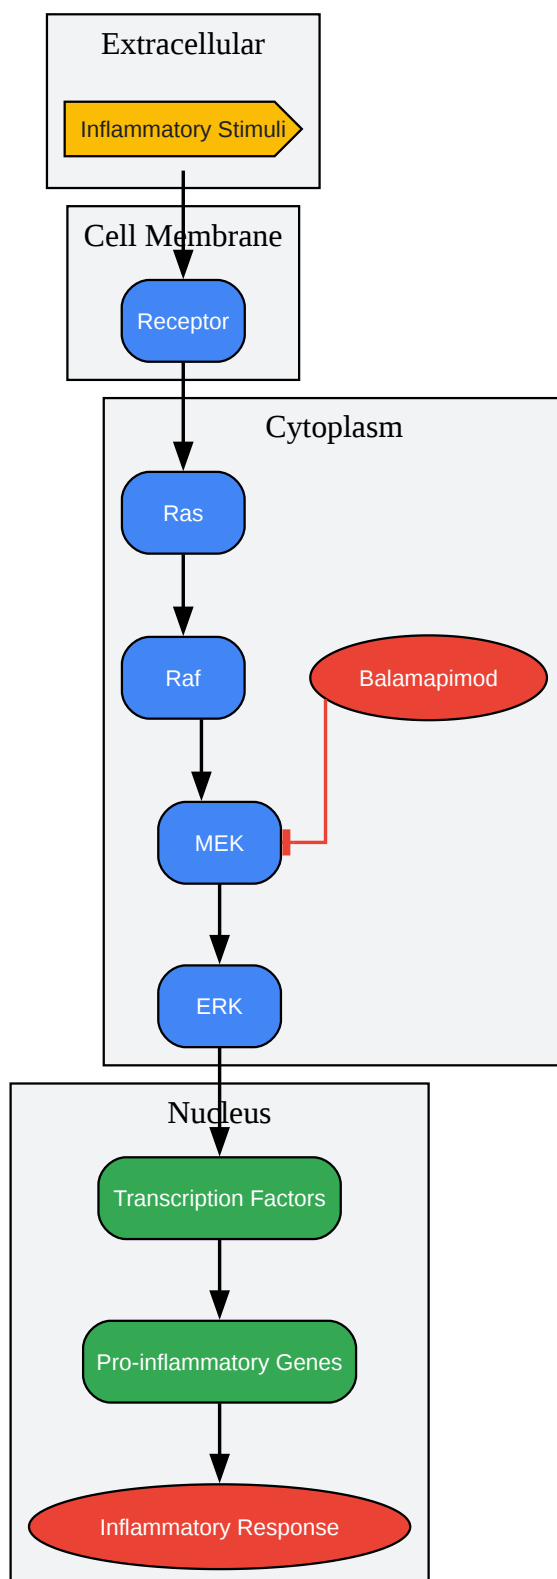 Extracellular
Inflammatory Stimuli
Cell Membrane
Receptor
Cytoplasm
Ras
Raf
Balamapimod
MEK
ERK
Nucleus
Transcription Factors
Pro-inflammatory Genes
Inflammatory Response